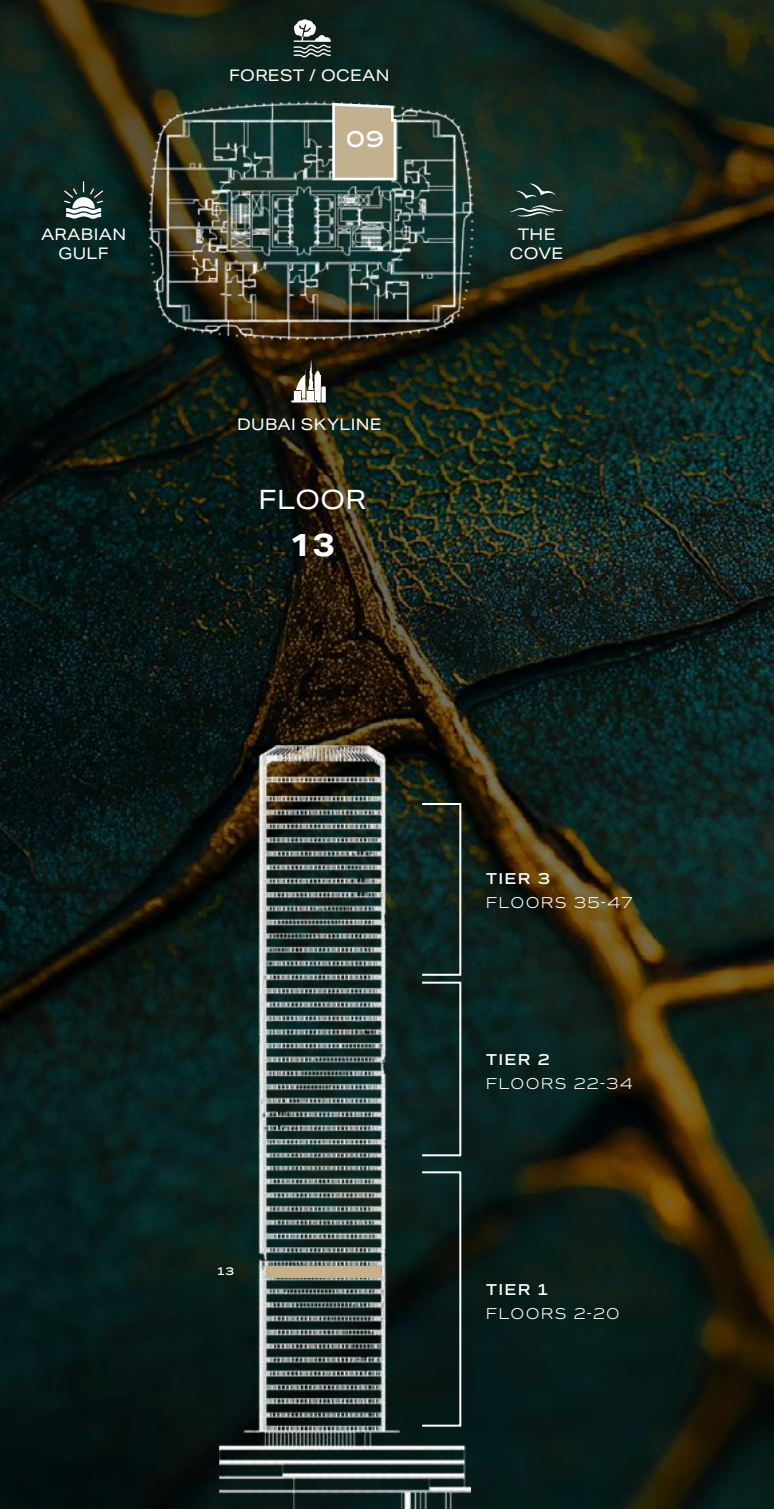 FOREST / OCEAN
09
ARABIAN
GULF
THE
COVE
DUBAI SKYLINE
FLOOR
13
TIER 3
FLOORS 35-47
TIER 2
FLOORS 22-34
13
TIER 1
FLOORS 2-20